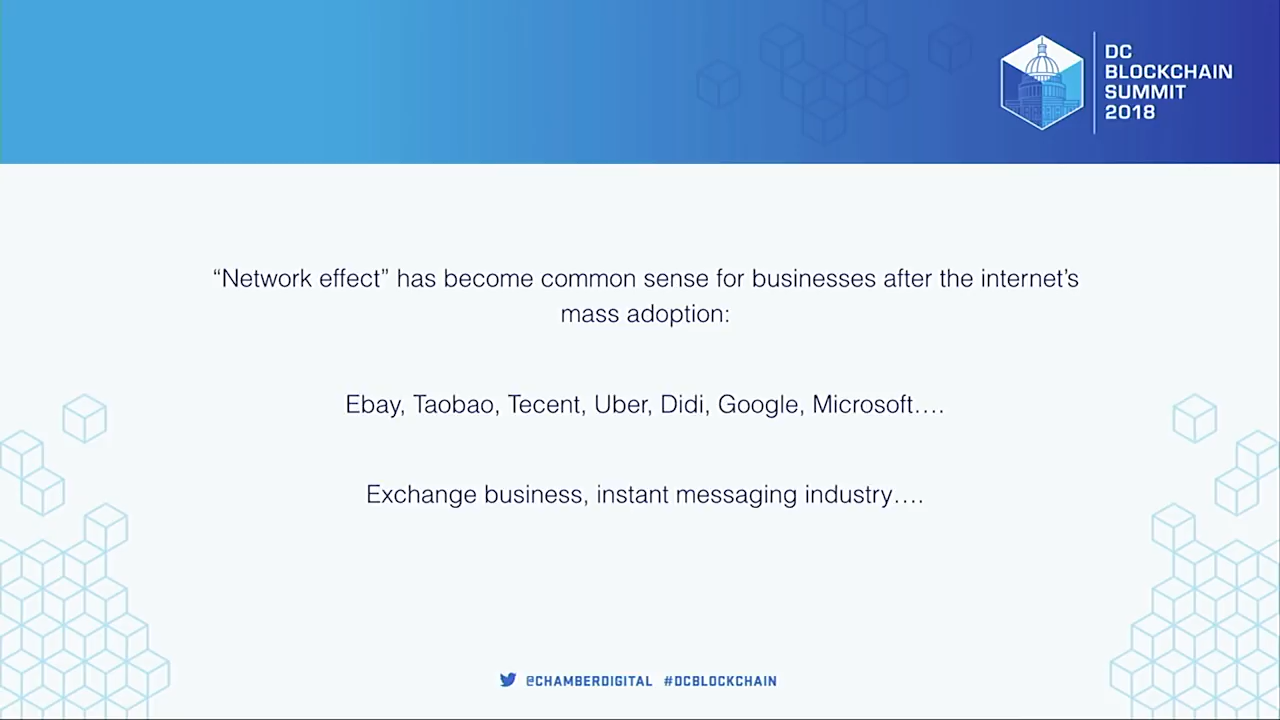 DC
BLOCKCHAIN
SUMMIT
2018
“Network effect” has become common sense for businesses after the internet’s
mass adoption:
Ebay, Taobao, Tecent, Uber, Didi, Google, Microsoft….
Exchange business, instant messaging industry….
@CHAMBERDIGITAL #DCBLOCKCHAIN